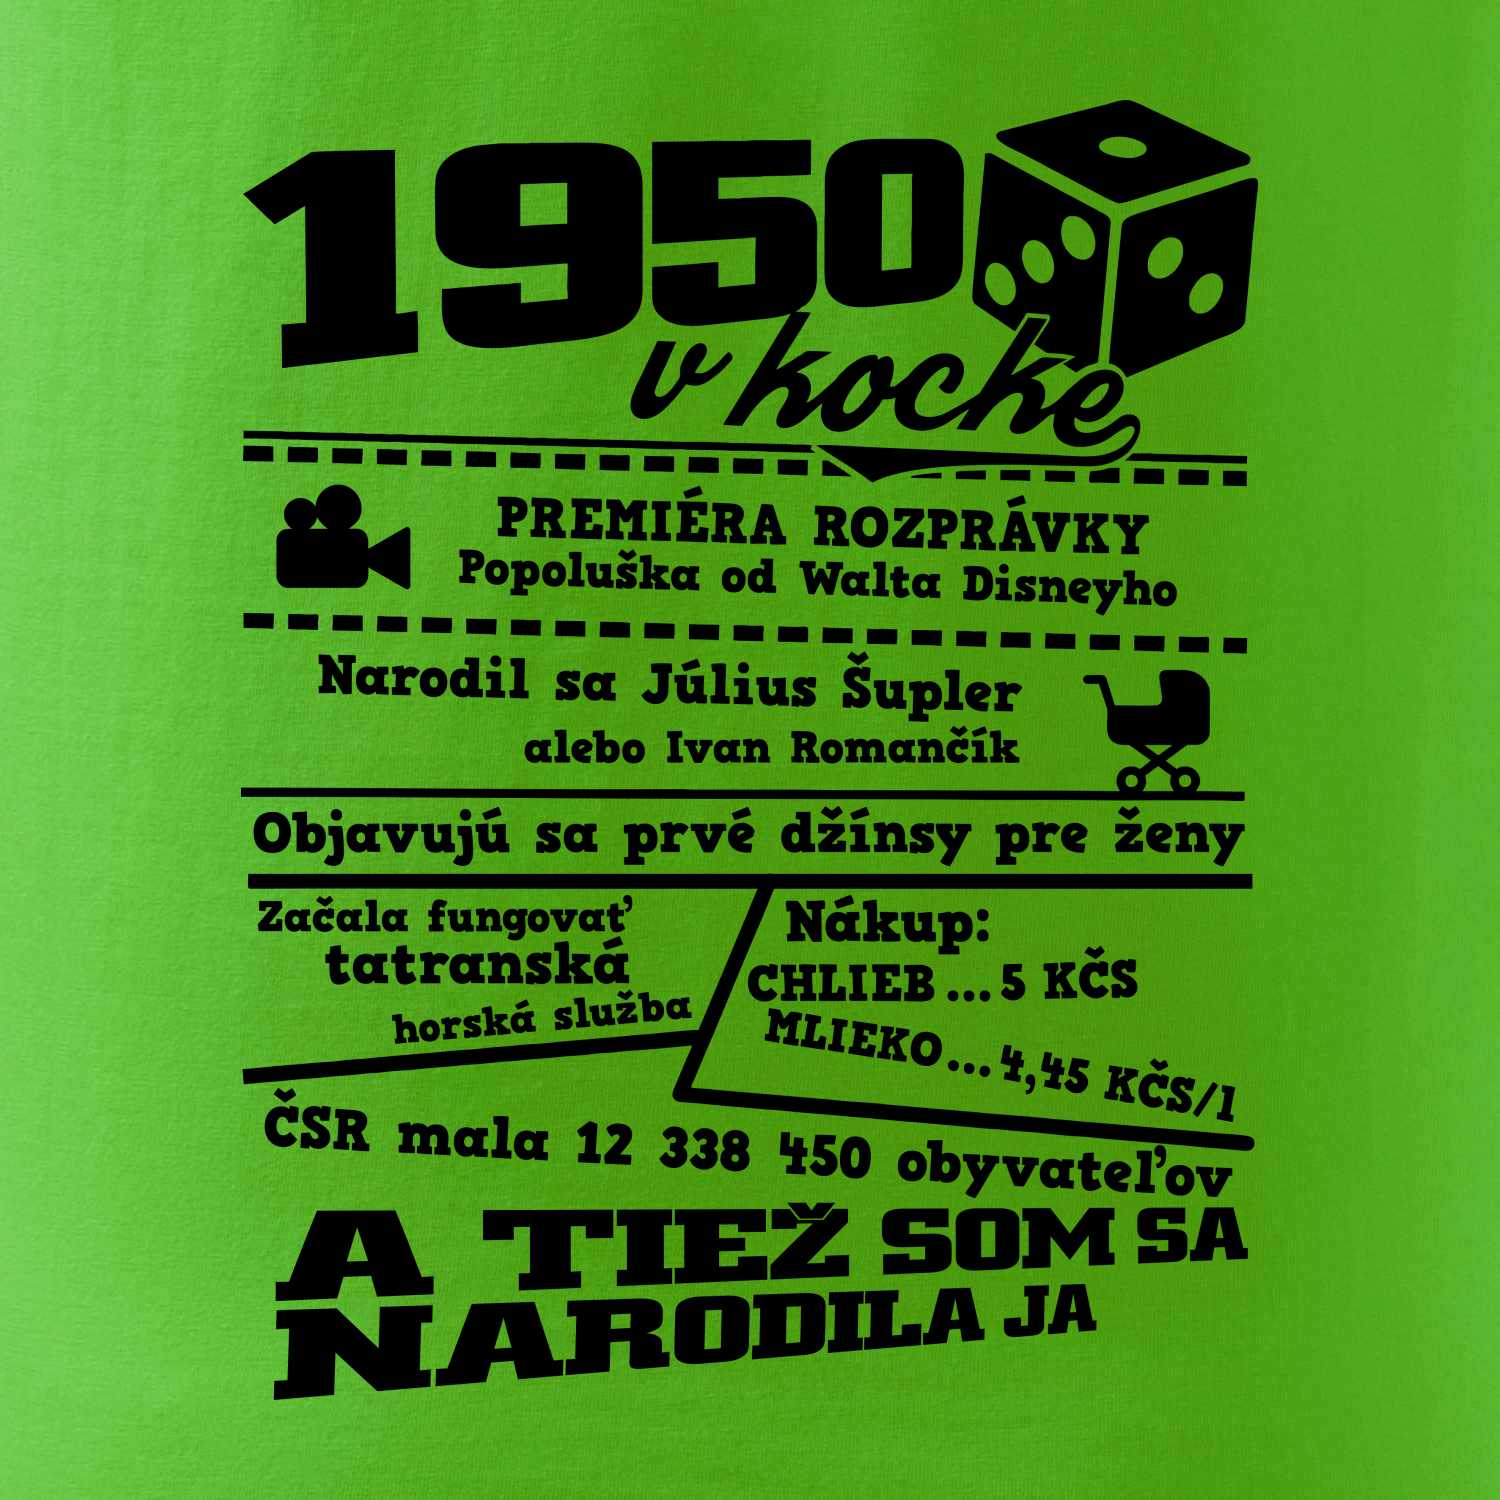 1950
v kocke
PREMIÉRA ROZPRÁVKY
Popoluška od Walta Disneyho
Narodil sa Július Šupler
alebo Ivan Romančík
Objavujú sa prvé džínsy pre ženy
Začala fungovať
tatranská
horská služba
Nákup:
CHLIEB...5 KČS
MLIEKO...4,45 KČS/l
ČSR mala 12 338 450 obyvateľov
A TIEŽ SOM SA
NARODILA JA